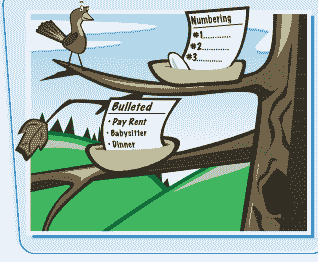 Numbering
#1...........
#2..........
#3..........
Bulleted
• Pay Rent
• Babysitter
• Dinner